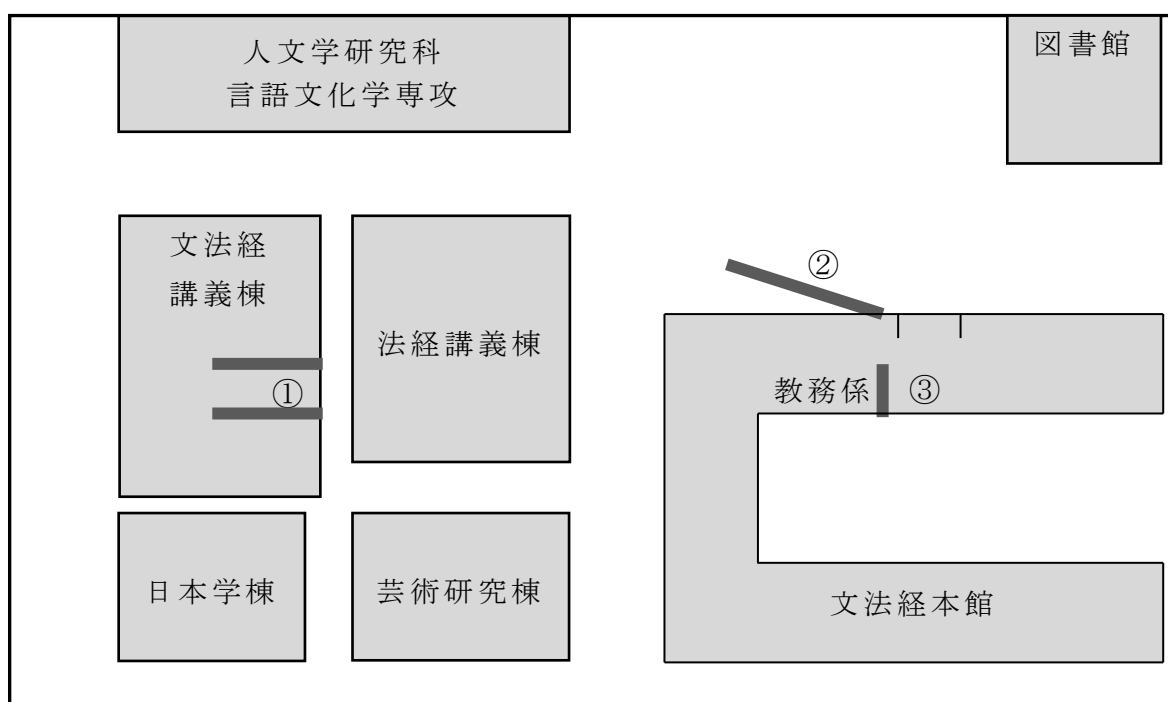 人文学研究科
言語文化学専攻
図書館
文法経
講義棟
①
法経講義棟
②
教務係
③
日本学棟
芸術研究棟
文法経本館